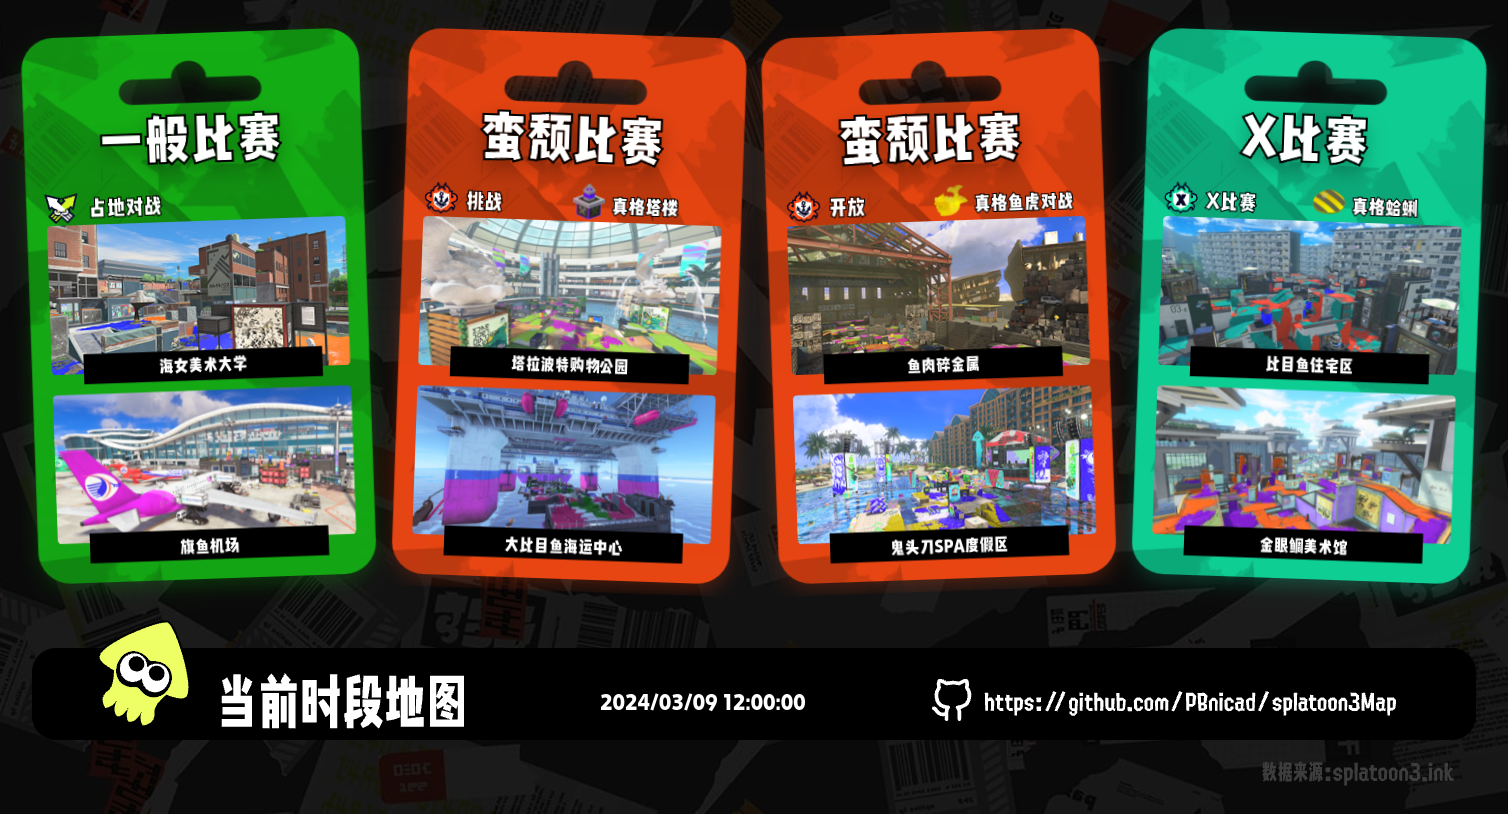 一般比赛
占地对战
海女美术大学
旗鱼机场
蛮颓比赛
挑战
真格塔楼
塔拉波特购物公园
大比目鱼海运中心
蛮颓比赛
开放
真格鱼虎对战
鱼肉碎金属
鬼头刀SPA度假区
X比赛
X比赛
真格蛤蜊
比目鱼住宅区
金眼鲷美术馆
当前时段地图
2024/03/09 12:00:00
https://github.com/PBnicad/splatoon3Map
数据来源:splatoon3.ink